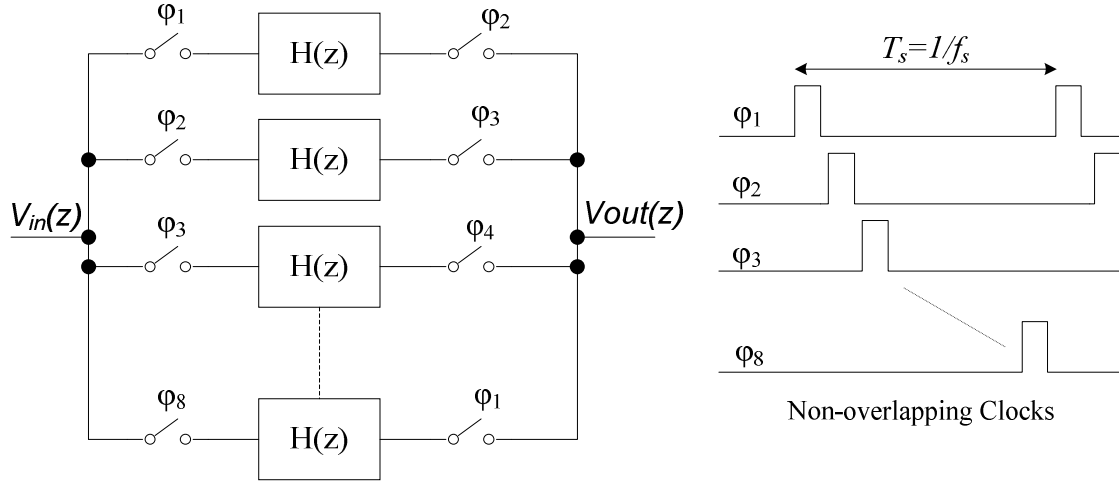 φ1 H(z) φ2
φ2 H(z) φ3
Vin(z) Vout(z)
φ3 H(z) φ4
φ8 H(z) φ1
Ts=1/fs
φ1
φ2
φ3
φ8
Non-overlapping Clocks